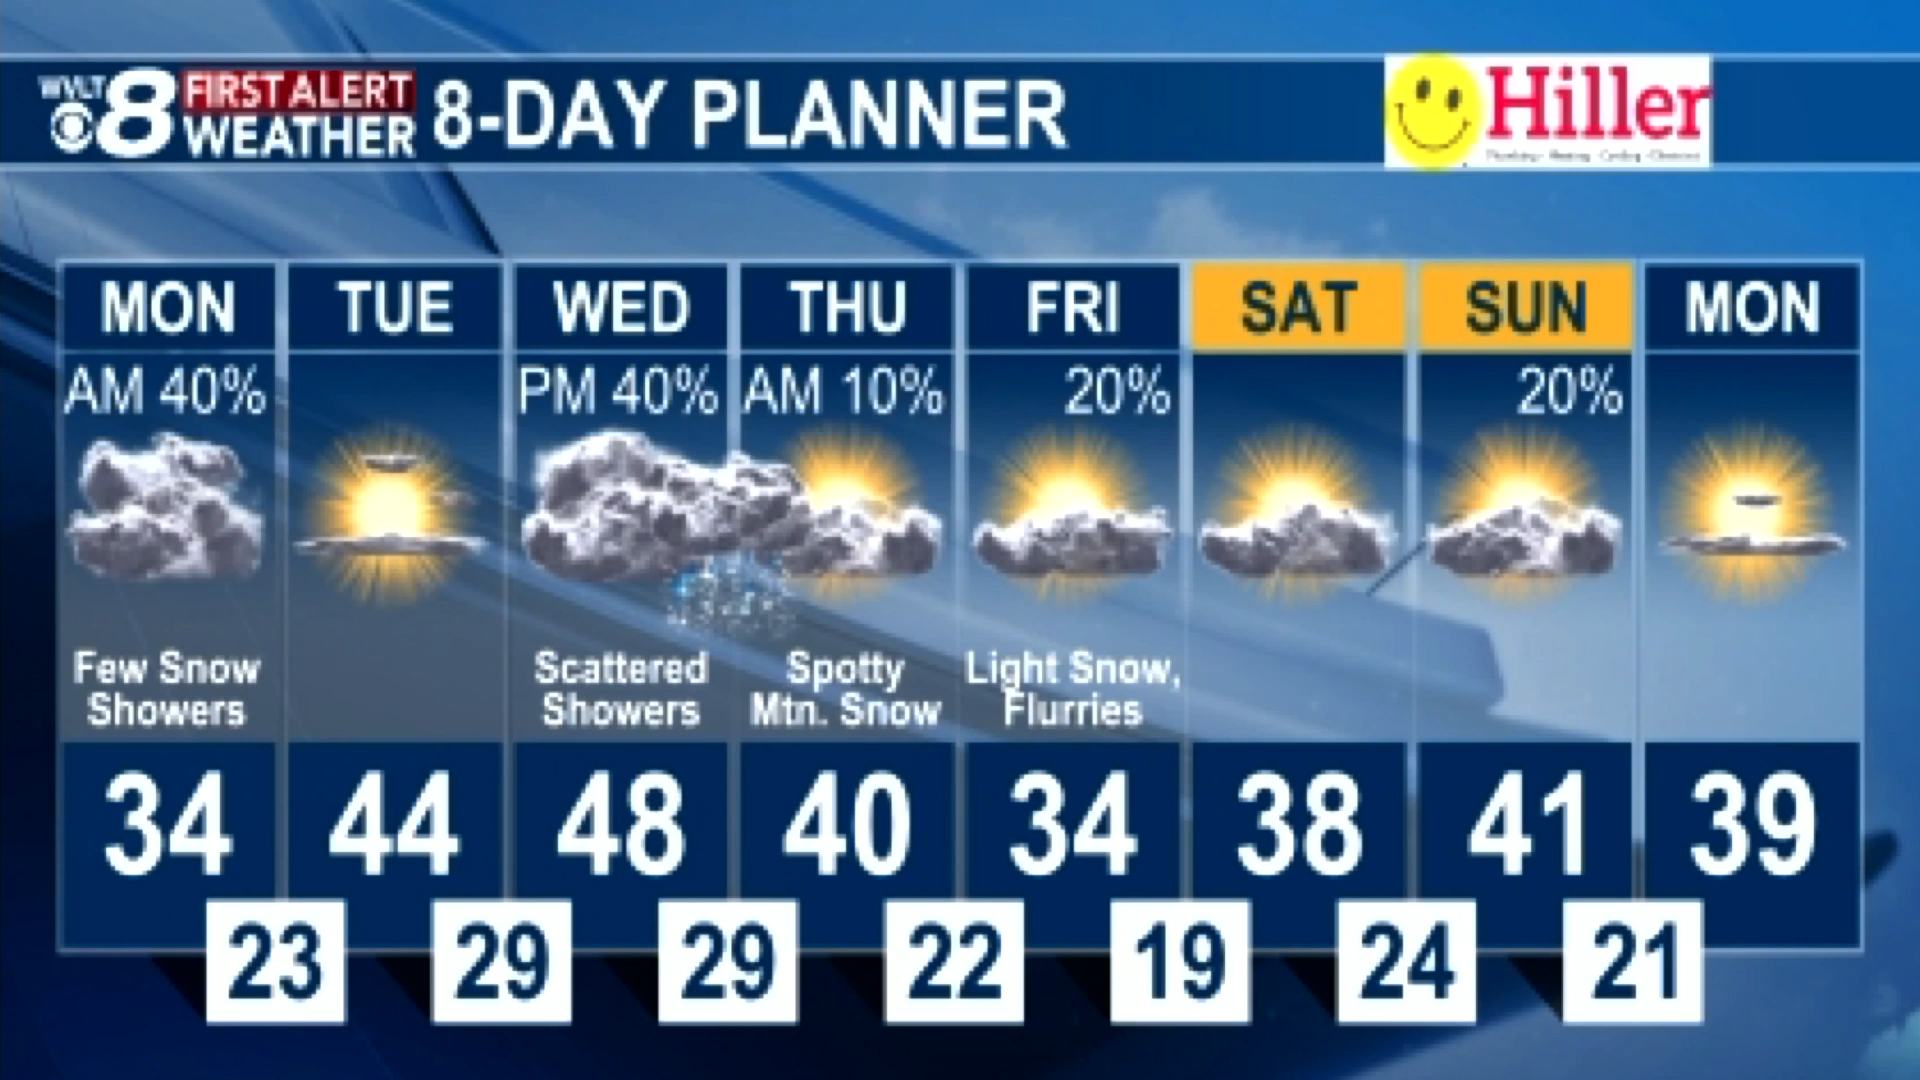 WVLT 8 FIRST ALERT
WEATHER
8-DAY PLANNER
Hiller
MON TUE WED THU FRI SAT SUN MON
AM 40% PM 40% AM 10% 20% 20%
Few Snow
Showers
Scattered
Showers
Spotty
Mtn. Snow
Light Snow,
Flurries
34 44 48 40 34 38 41 39
23 29 29 22 19 24 21